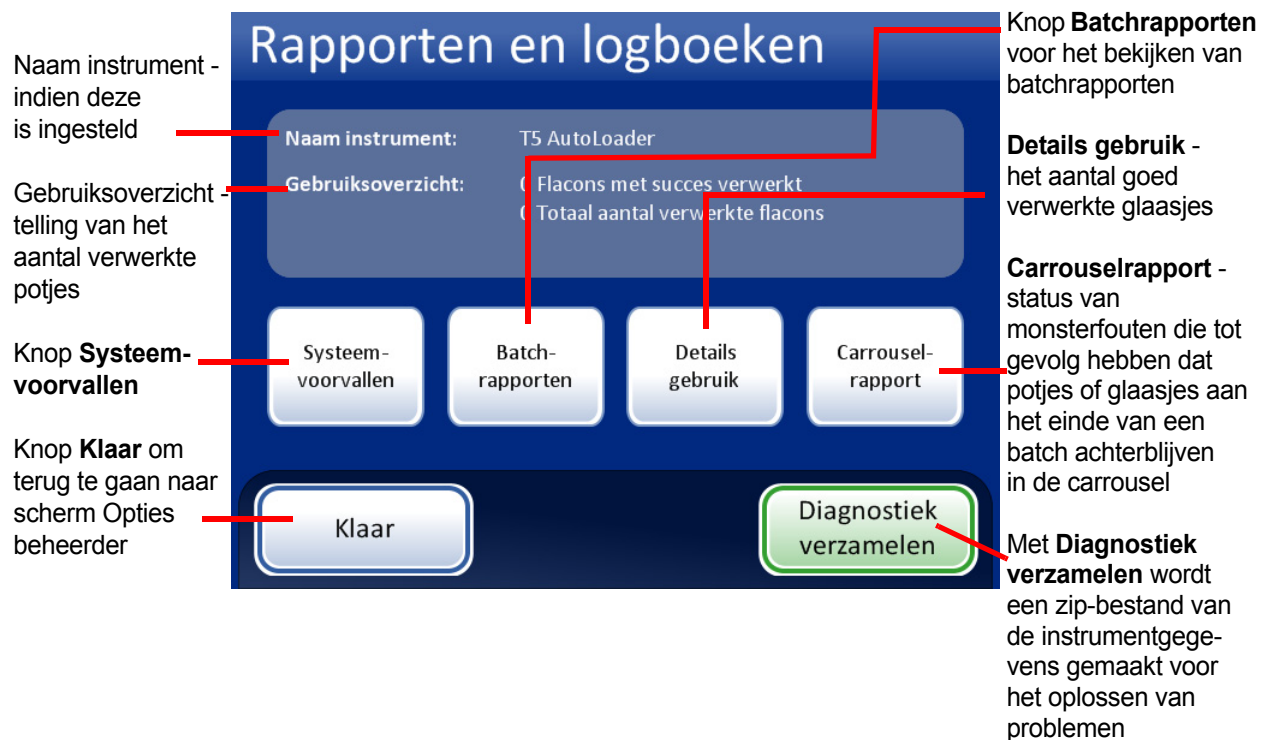 Naam instrument -
indien deze
is ingesteld
Gebruiksoverzicht -
telling van het
aantal verwerkte
potjes
Knop Systeem-
voorvallen
Knop Klaar om
terug te gaan naar
scherm Opties
beheerder
Rapporten en logboeken
Naam instrument: T5 AutoLoader
Gebruiksoverzicht: 0 Flacons met succes verwerkt
0 Totaal aantal verwerkte flacons
Systeem-
voorvallen
Batch-
rapporten
Details
gebruik
Carrousel-
rapport
Klaar
Diagnostiek
verzamelen
Knop Batchrapporten
voor het bekijken van
batchrapporten
Details gebruik -
het aantal goed
verwerkte glaasjes
Carrouselrapport -
status van
monsterfouten die tot
gevolg hebben dat
potjes of glaasjes aan
het einde van een
batch achterblijven
in de carrousel
Met Diagnostiek
verzamelen wordt
een zip-bestand van
de instrumentgege-
vens gemaakt voor
het oplossen van
problemen